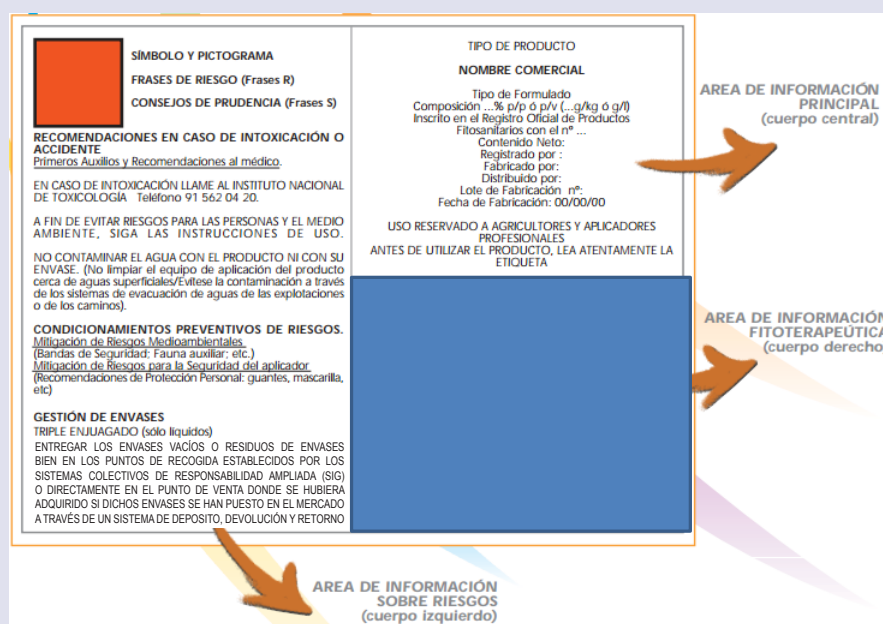 SÍMBOLO Y PICTOGRAMA
FRASES DE RIESGO (Frases R)
CONSEJOS DE PRUDENCIA (Frases S)
RECOMENDACIONES EN CASO DE INTOXICACIÓN O
ACCIDENTE
Primeros Auxilios y Recomendaciones al médico.
EN CASO DE INTOXICACIÓN LLAME AL INSTITUTO NACIONAL
DE TOXICOLOGÍA Teléfono 91 562 04 20.
A FIN DE EVITAR RIESGOS PARA LAS PERSONAS Y EL MEDIO
AMBIENTE, SIGA LAS INSTRUCCIONES DE USO.
NO CONTAMINAR EL AGUA CON EL PRODUCTO NI CON SU
ENVASE. (No limpiar el equipo de aplicación del producto
cerca de aguas superficiales/Evítese la contaminación a través
de los sistemas de evacuación de aguas de las explotaciones
o de los caminos).
CONDICIONAMIENTOS PREVENTIVOS DE RIESGOS.
Mitigación de Riesgos Medioambientales
(Bandas de Seguridad; Fauna auxiliar; etc.)
Mitigación de Riesgos para la Seguridad del aplicador
(Recomendaciones de Protección Personal: guantes, mascarilla,
etc)
GESTIÓN DE ENVASES
TRIPLE ENJUAGADO (sólo líquidos)
ENTREGAR LOS ENVASES VACÍOS O RESIDUOS DE ENVASES
BIEN EN LOS PUNTOS DE RECOGIDA ESTABLECIDOS POR LOS
SISTEMAS COLECTIVOS DE RESPONSABILIDAD AMPLIADA (SIG)
O DIRECTAMENTE EN EL PUNTO DE VENTA DONDE SE HUBIERA
ADQUIRIDO SI DICHOS ENVASES SE HAN PUESTO EN EL MERCADO
A TRAVÉS DE UN SISTEMA DE DEPOSITO, DEVOLUCIÓN Y RETORNO
TIPO DE PRODUCTO
NOMBRE COMERCIAL
Tipo de Formulado
Composición ...% p/p ó p/v (...g/kg ó g/l)
Inscrito en el Registro Oficial de Productos
Fitosanitarios con el nº ...
Contenido Neto:
Registrado por :
Fabricado por:
Distribuido por:
Lote de Fabricación nº:
Fecha de Fabricación: 00/00/00
USO RESERVADO A AGRICULTORES Y APLICADORES
PROFESIONALES
ANTES DE UTILIZAR EL PRODUCTO, LEA ATENTAMENTE LA
ETIQUETA
AREA DE INFORMACIÓN
PRINCIPAL
(cuerpo central)
AREA DE INFORMACIÓN
FITOTERAPEÚTICA
(cuerpo derecho
AREA DE INFORMACIÓN
SOBRE RIESGOS
(cuerpo izquierdo)